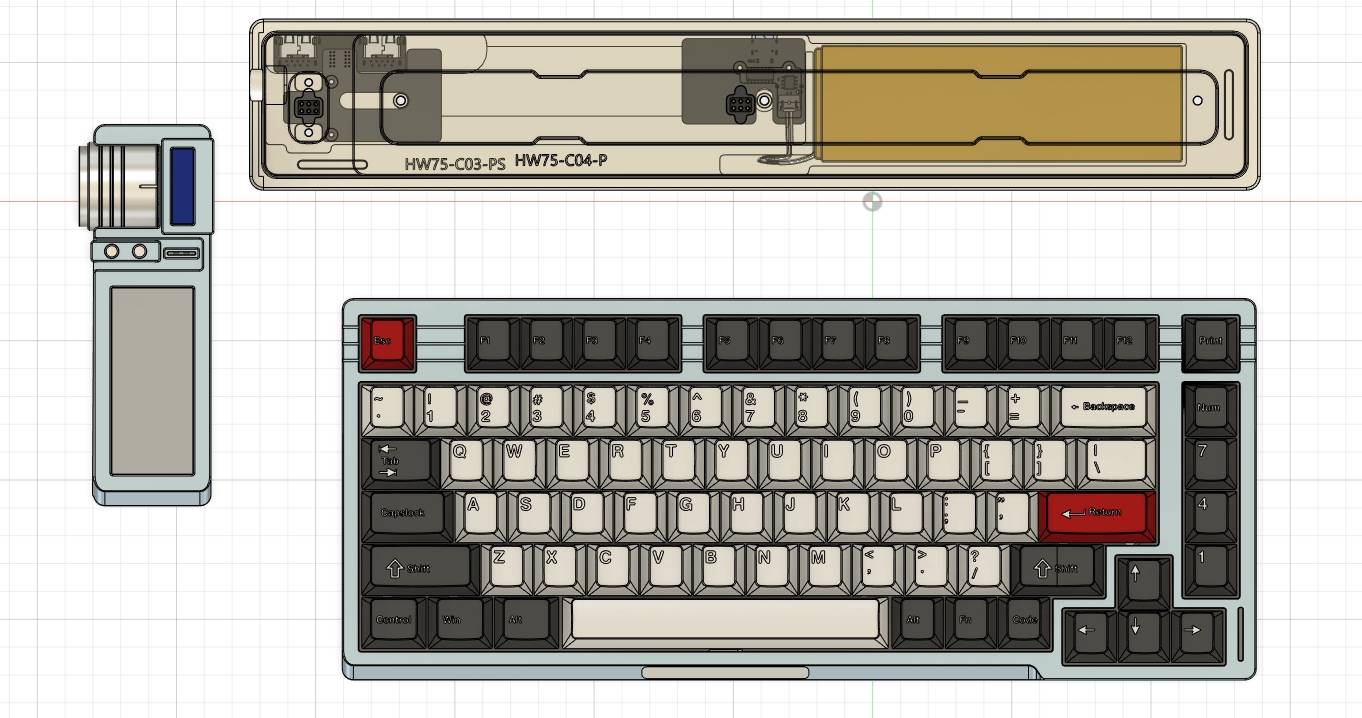 HW75-C03-PS HW75-C04-P
Esc F1 F2 F3 F4 F5 F6 F7 F8 F9 F10 F11 F12 Print
~ ! @ # $ % ^ & * ( ) _ +
. 1 2 3 4 5 6 7 8 9 0 - = ← Backspace Num
Tab Q W E R T Y U I O P { [ } ] | \ 7
Capslock A S D F G H J K L : ; " , Return 4
Shift Z X C V B N M < , > . ? / Shift 1
Control Win Alt Alt Fn Code ← ↑ ↓ →